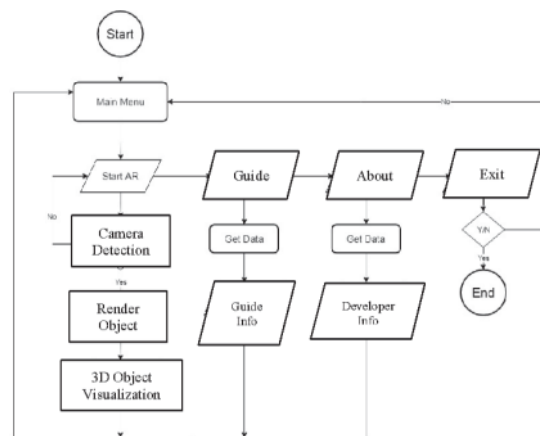 Start
Main Menu
No
Start AR
Guide
About
Exit
No
Camera
Detection
Get Data
Get Data
Y/N
Yes
Yes
Render
Object
Guide
Info
Developer
Info
End
3D Object
Visualization